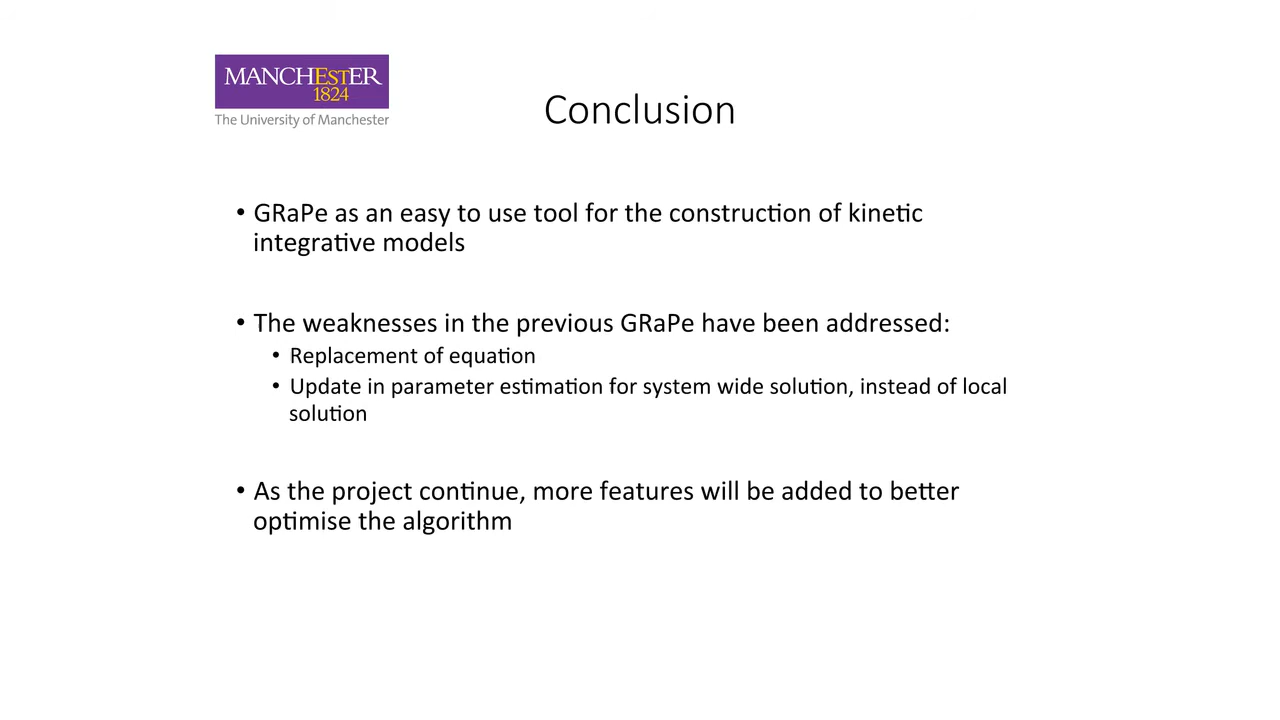 MANCHEsTER
1824
The University of Manchester
Conclusion
• GRaPe as an easy to use tool for the construction of kinetic
integrative models
• The weaknesses in the previous GRaPe have been addressed:
• Replacement of equation
• Update in parameter estimation for system wide solution, instead of local
solution
• As the project continue, more features will be added to better
optimise the algorithm